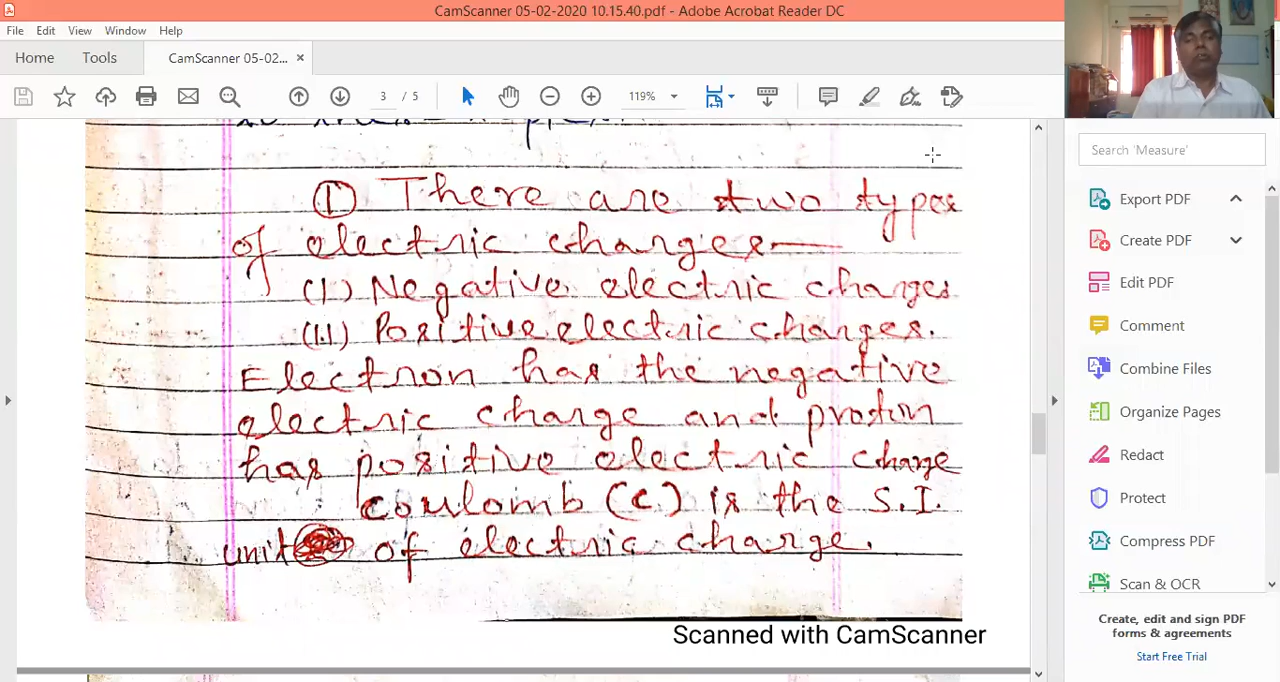 CamScanner 05-02-2020 10.15.40.pdf - Adobe Acrobat Reader DC
File Edit View Window Help
Home Tools CamScanner 05-02... ×
3 / 5 119%
Search 'Measure'
① There are two types
of electric charges—
(I.) Negative electric charges
(II.) Positive electric charges.
Electron has the negative
electric charge and proton
has positive electric charge
coulomb (C.) is the S.I.
unit of electric charge.
Scanned with CamScanner
Export PDF
Create PDF
Edit PDF
Comment
Combine Files
Organize Pages
Redact
Protect
Compress PDF
Scan & OCR
Create, edit and sign PDF
forms & agreements
Start Free Trial